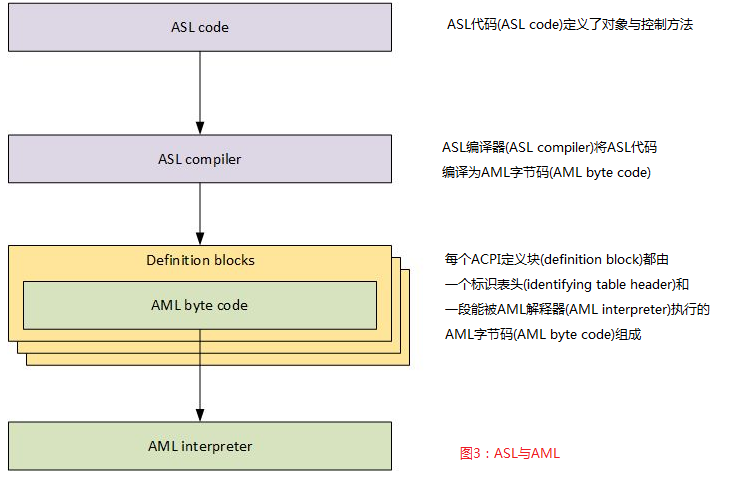 ASL code
ASL代码(ASL code)定义了对象与控制方法
ASL compiler
ASL编译器(ASL compiler)将ASL代码
编译为AML字节码(AML byte code)
Definition blocks
AML byte code
每个ACPI定义块(definition block)都由
一个标识表头(identifying table header)和
一段能被AML解释器(AML interpreter)执行的
AML字节码(AML byte code)组成
AML interpreter
图3：ASL与AML